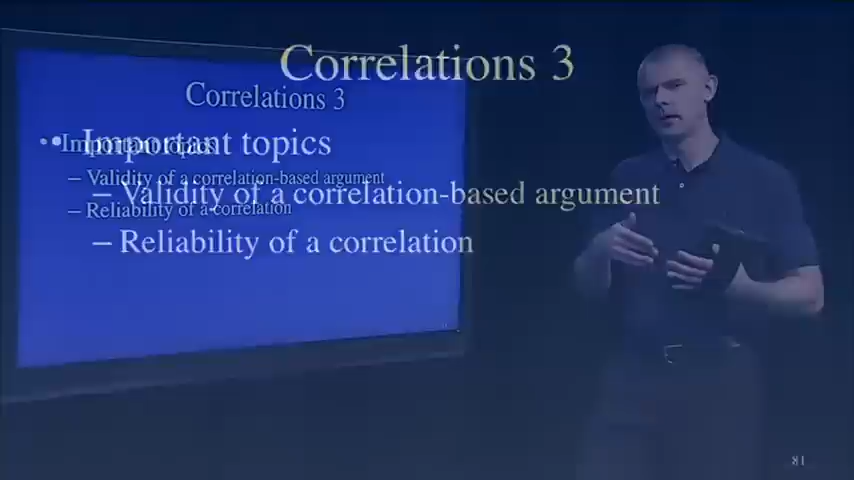 Correlations 3
• Important topics
– Validity of a correlation-based argument
– Reliability of a correlation
Correlations 3
• Important topics
– Validity of a correlation-based argument
– Reliability of a correlation
81